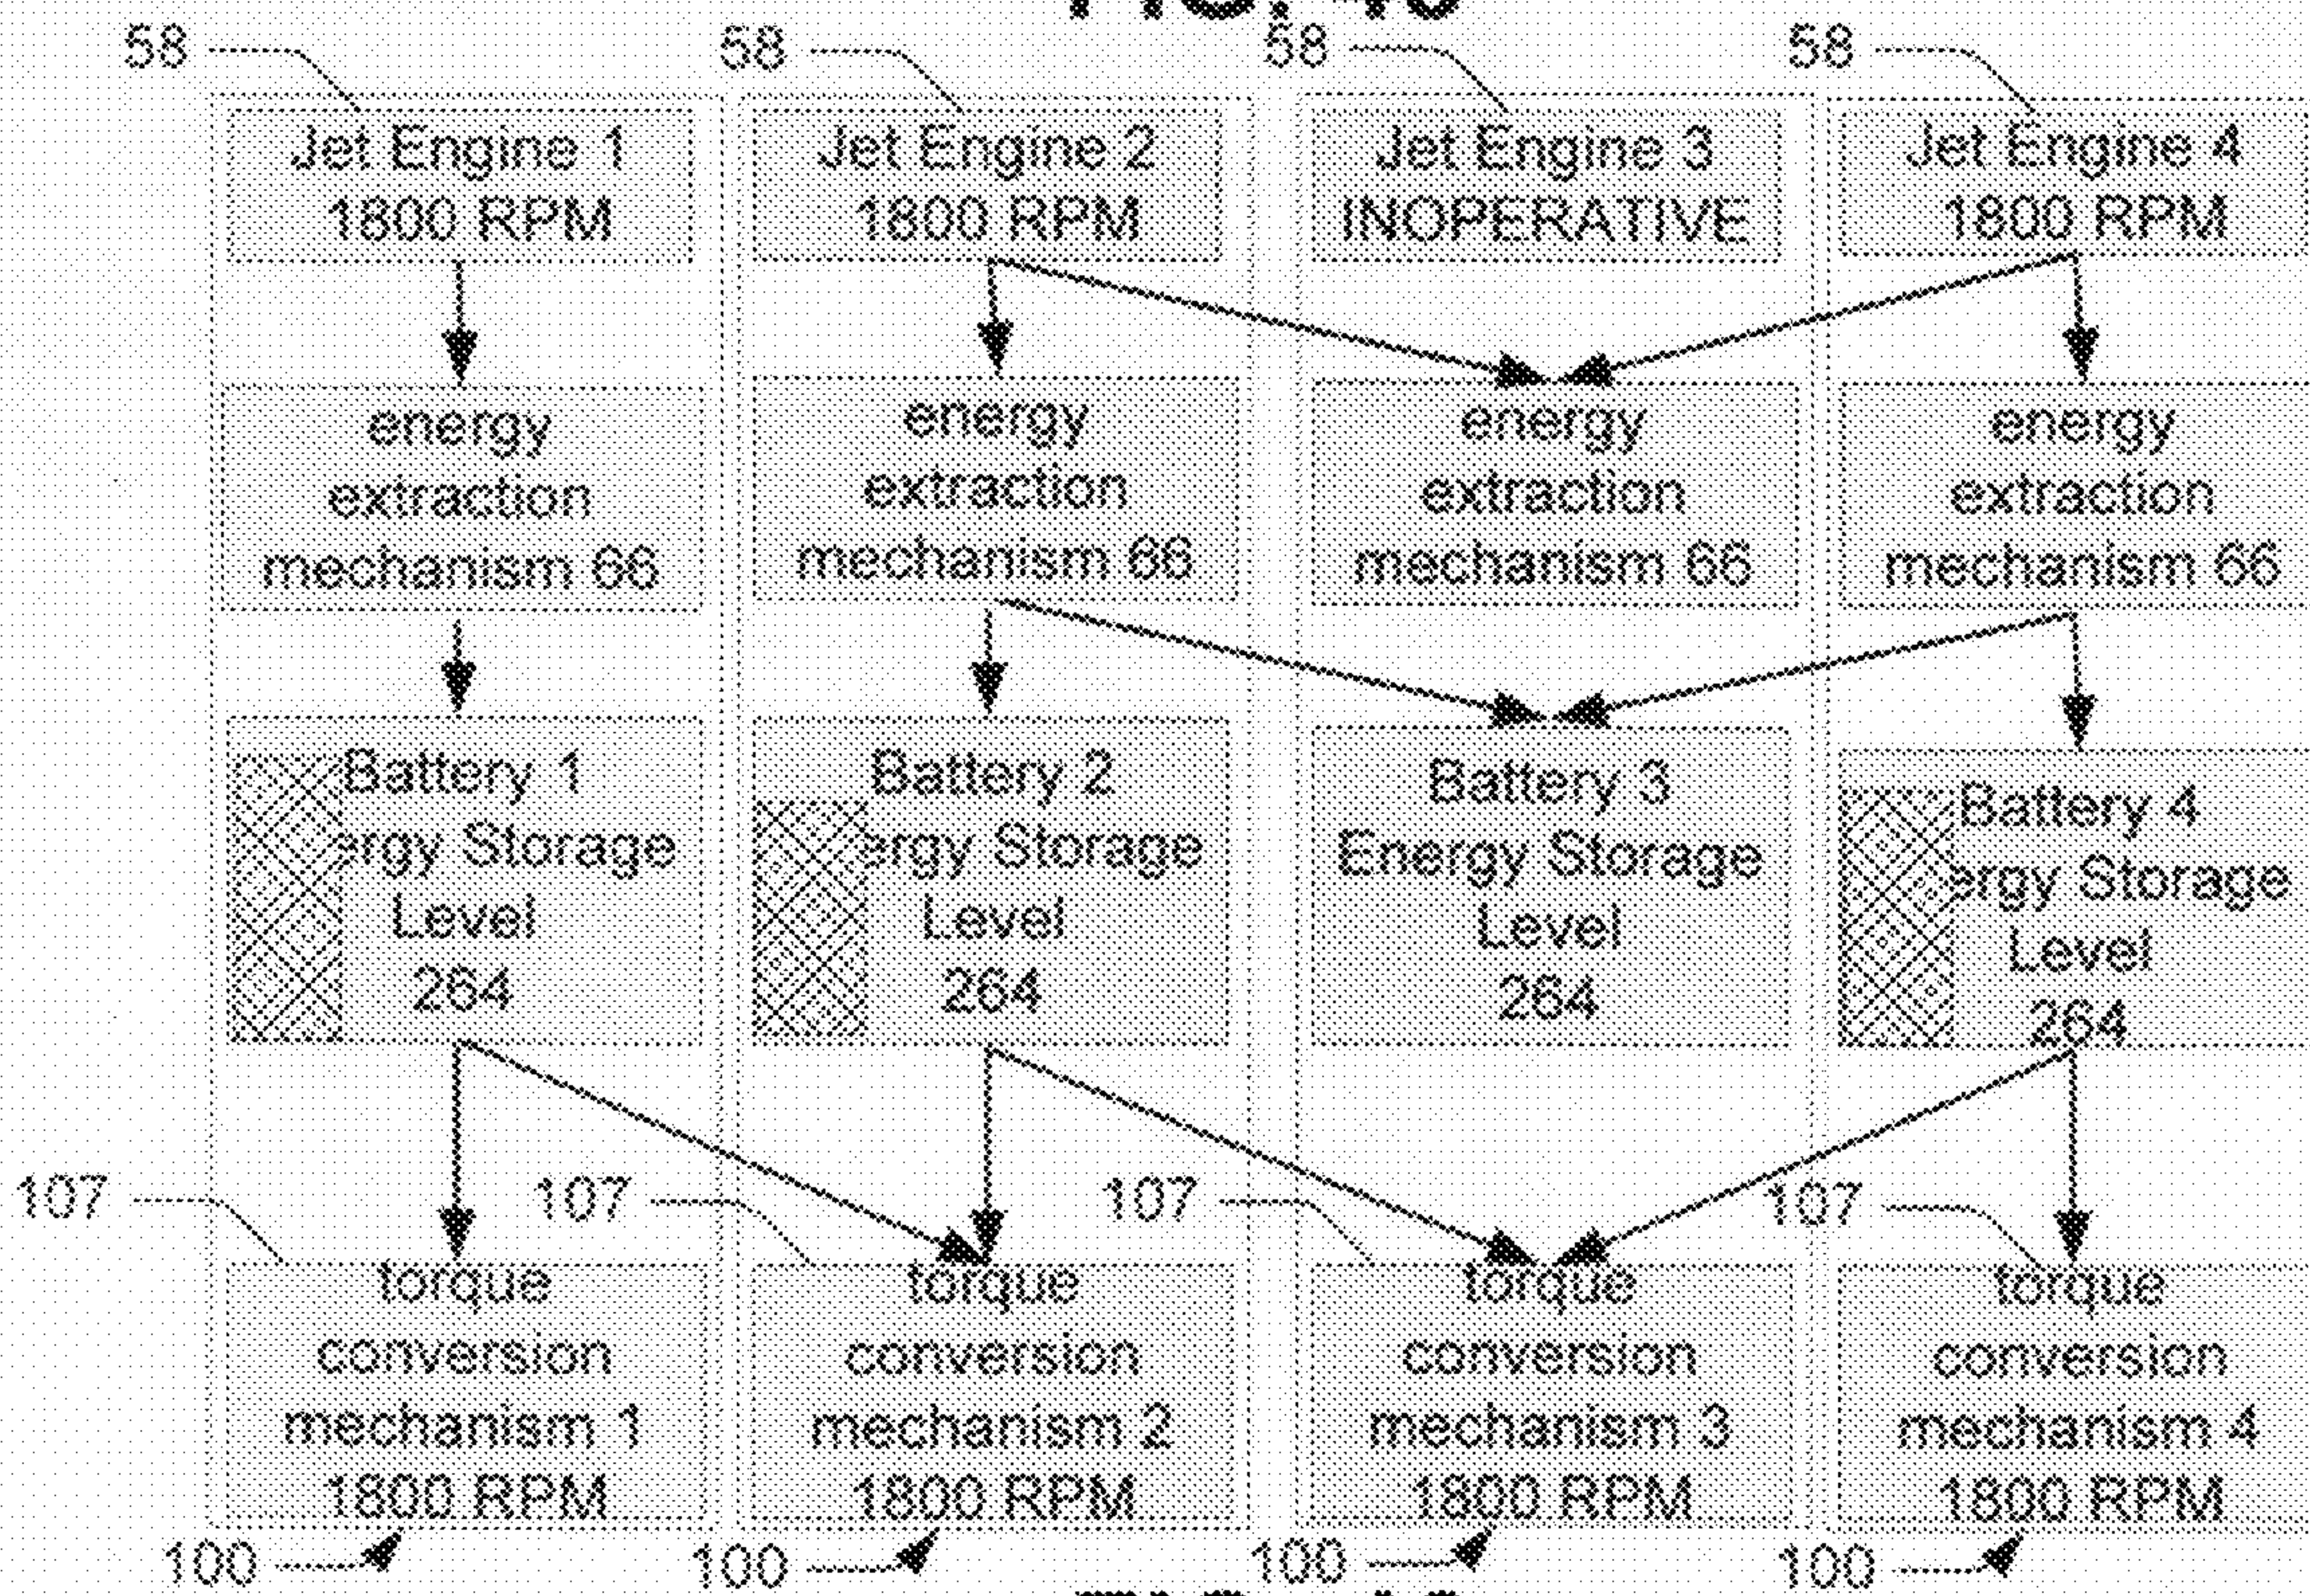 58 58 58 58
Jet Engine 1 Jet Engine 2 Jet Engine 3 Jet Engine 4
1800 RPM 1800 RPM INOPERATIVE 1800 RPM
energy energy energy energy
extraction extraction extraction extraction
mechanism 66 mechanism 66 mechanism 66 mechanism 66
Battery 1 Battery 2 Battery 3 Battery 4
ergy Storage ergy Storage Energy Storage ergy Storage
Level Level Level Level
264 264 264 264
107 107 107 107
torque torque torque torque
conversion conversion conversion conversion
mechanism 1 mechanism 2 mechanism 3 mechanism 4
1800 RPM 1800 RPM 1800 RPM 1800 RPM
100 100 100 100